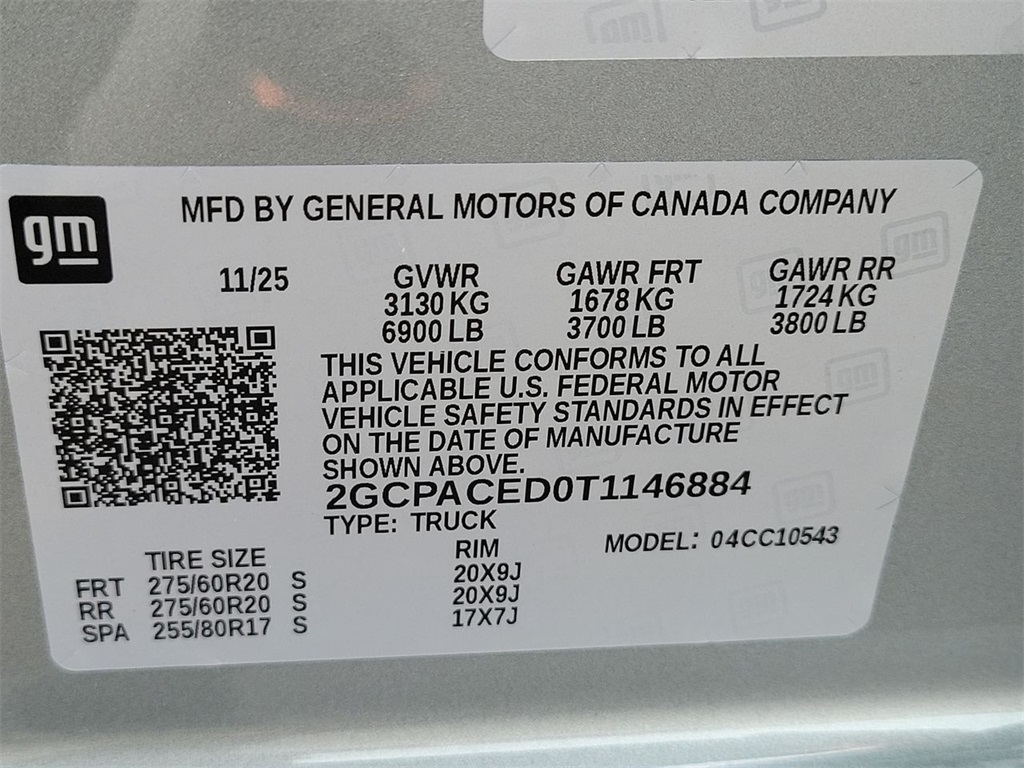 gm
MFD BY GENERAL MOTORS OF CANADA COMPANY
11/25
GVWR GAWR FRT GAWR RR
3130 KG 1678 KG 1724 KG
6900 LB 3700 LB 3800 LB
THIS VEHICLE CONFORMS TO ALL
APPLICABLE U.S. FEDERAL MOTOR
VEHICLE SAFETY STANDARDS IN EFFECT
ON THE DATE OF MANUFACTURE
SHOWN ABOVE.
2GCPACED0T1146884
TYPE: TRUCK
MODEL: 04CC10543
TIRE SIZE RIM
FRT 275/60R20 S 20X9J
RR 275/60R20 S 20X9J
SPA 255/80R17 S 17X7J